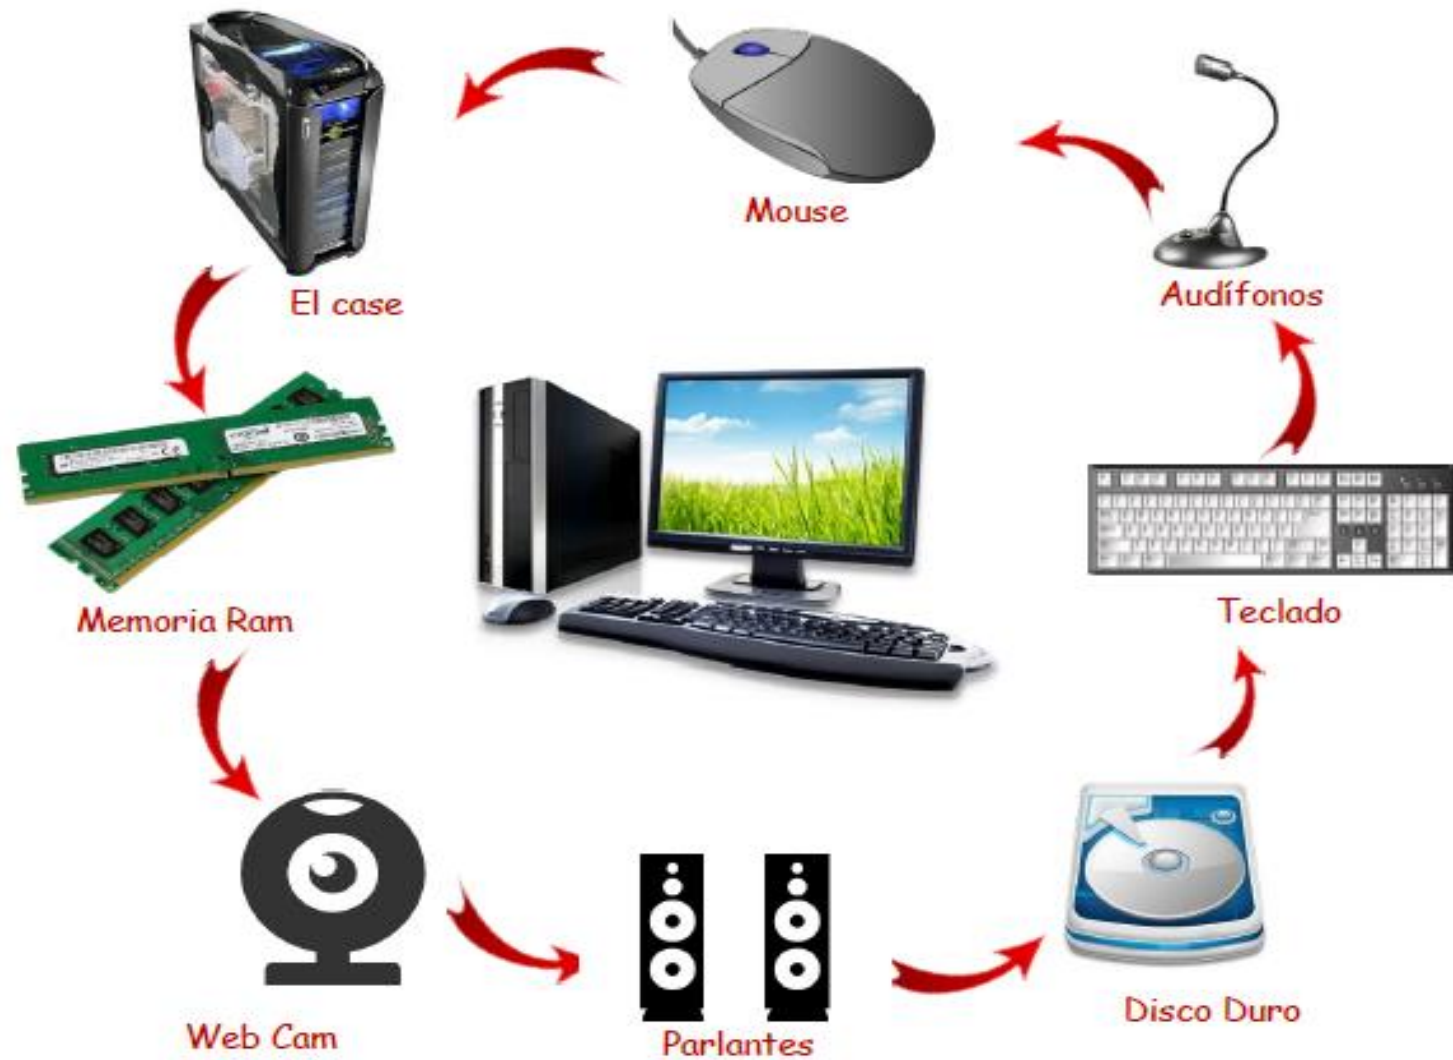 Mouse
Audífonos
El case
Memoria Ram
Teclado
Web Cam
Parlantes
Disco Duro